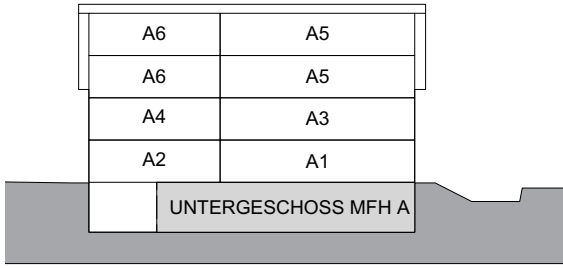 A6 A5
A6 A5
A4 A3
A2 A1
UNTERGESCHOSS MFH A